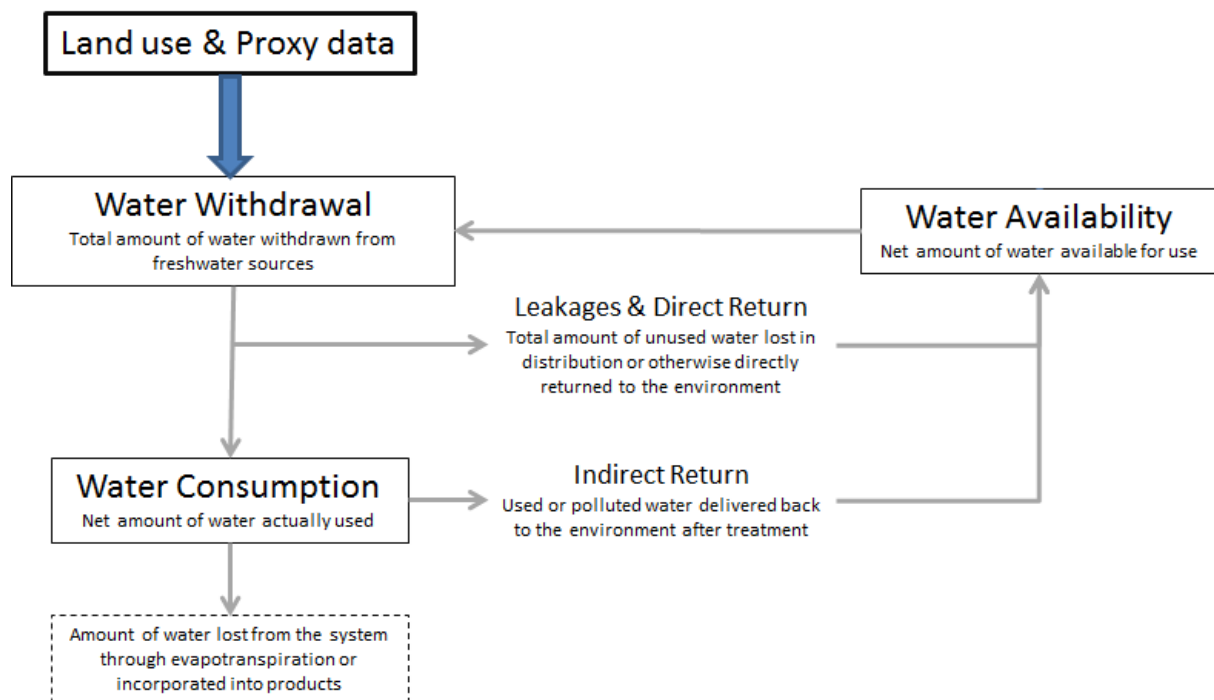 Land use & Proxy data
Water Withdrawal
Total amount of water withdrawn from
freshwater sources
Water Availability
Net amount of water available for use
Leakages & Direct Return
Total amount of unused water lost in
distribution or otherwise directly
returned to the environment
Water Consumption
Net amount of water actually used
Indirect Return
Used or polluted water delivered back
to the environment after treatment
Amount of water lost from the system
through evapotranspiration or
incorporated into products